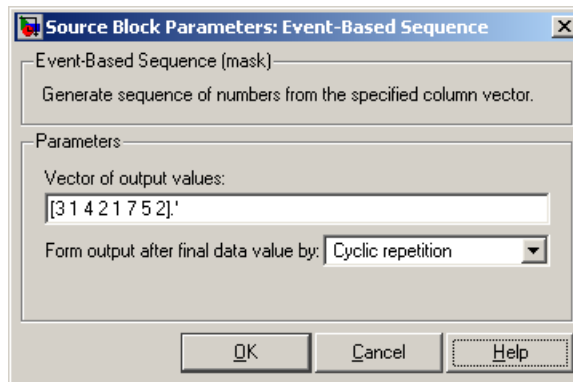 Source Block Parameters: Event-Based Sequence
Event-Based Sequence (mask)
Generate sequence of numbers from the specified column vector.
Parameters
Vector of output values:
[3 1 4 2 1 7 5 2].'
Form output after final data value by: Cyclic repetition
OK Cancel Help